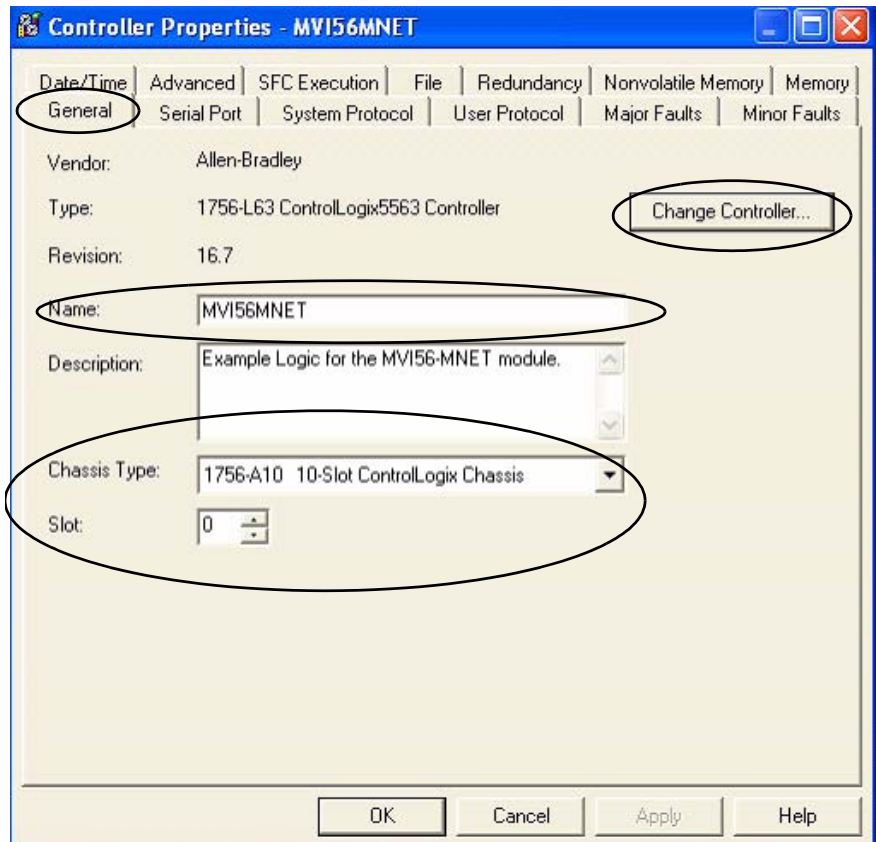 Controller Properties - MVI56MNET
Date/Time Advanced SFC Execution File Redundancy Nonvolatile Memory Memory
General Serial Port System Protocol User Protocol Major Faults Minor Faults
Vendor: Allen-Bradley
Type: 1756-L63 ControlLogix5563 Controller Change Controller...
Revision: 16.7
Name: MVI56MNET
Description: Example Logic for the MVI56-MNET module.
Chassis Type: 1756-A10 10-Slot ControlLogix Chassis
Slot: 0
OK Cancel Apply Help